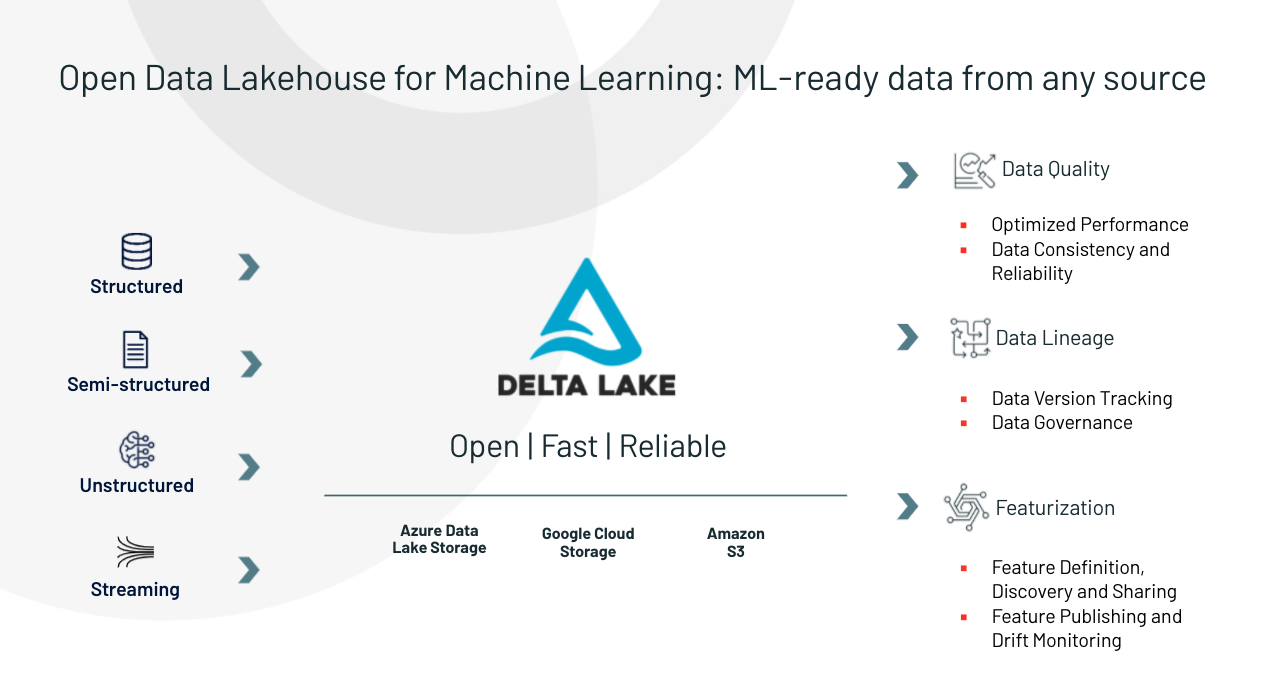 Open Data Lakehouse for Machine Learning: ML-ready data from any source
Structured
Semi-structured
Unstructured
Streaming
DELTA LAKE
Open | Fast | Reliable
Azure Data
Lake Storage
Google Cloud
Storage
Amazon
S3
Data Quality
Optimized Performance
Data Consistency and
Reliability
Data Lineage
Data Version Tracking
Data Governance
Featurization
Feature Definition,
Discovery and Sharing
Feature Publishing and
Drift Monitoring